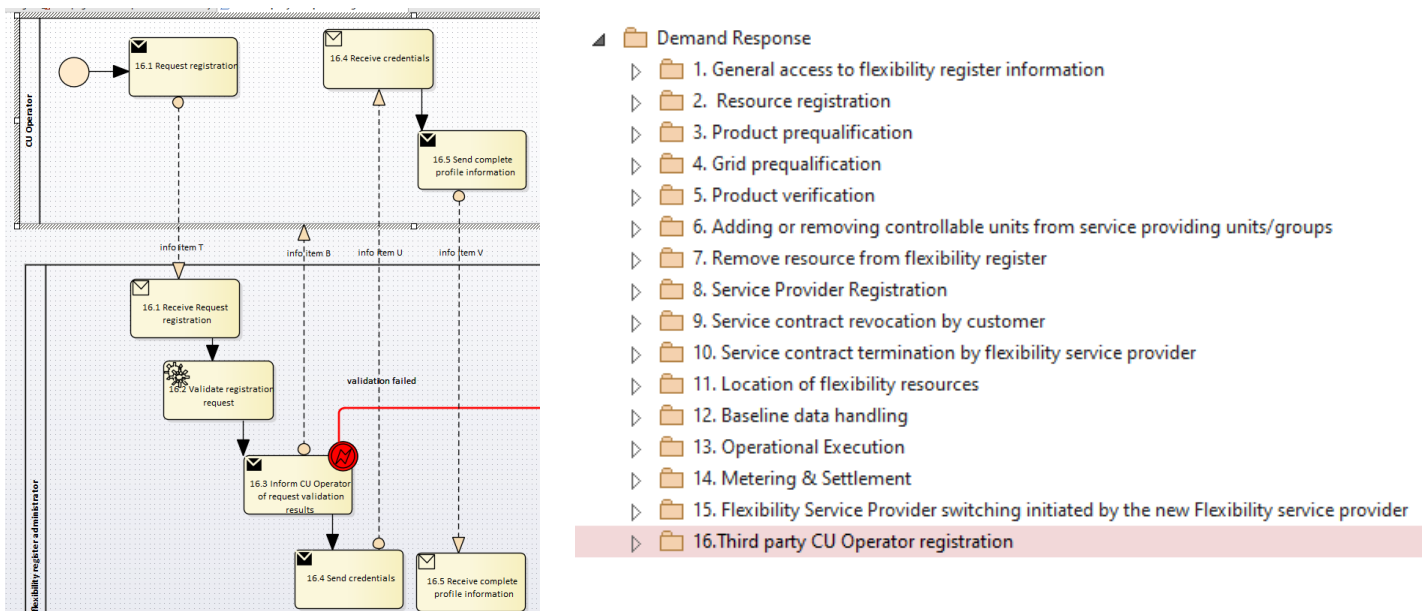 CU Operator
16.1 Request registration
16.4 Receive credentials
16.5 Send complete
profile information
info item T
info item B
info item U
info item V
flexibility register administrator
16.1 Receive Request
registration
16.2 Validate registration
request
validation failed
16.3 Inform CU Operator
of request validation
results
16.4 Send credentials
16.5 Receive complete
profile information
Demand Response
1. General access to flexibility register information
2. Resource registration
3. Product prequalification
4. Grid prequalification
5. Product verification
6. Adding or removing controllable units from service providing units/groups
7. Remove resource from flexibility register
8. Service Provider Registration
9. Service contract revocation by customer
10. Service contract termination by flexibility service provider
11. Location of flexibility resources
12. Baseline data handling
13. Operational Execution
14. Metering & Settlement
15. Flexibility Service Provider switching initiated by the new Flexibility service provider
16.Third party CU Operator registration